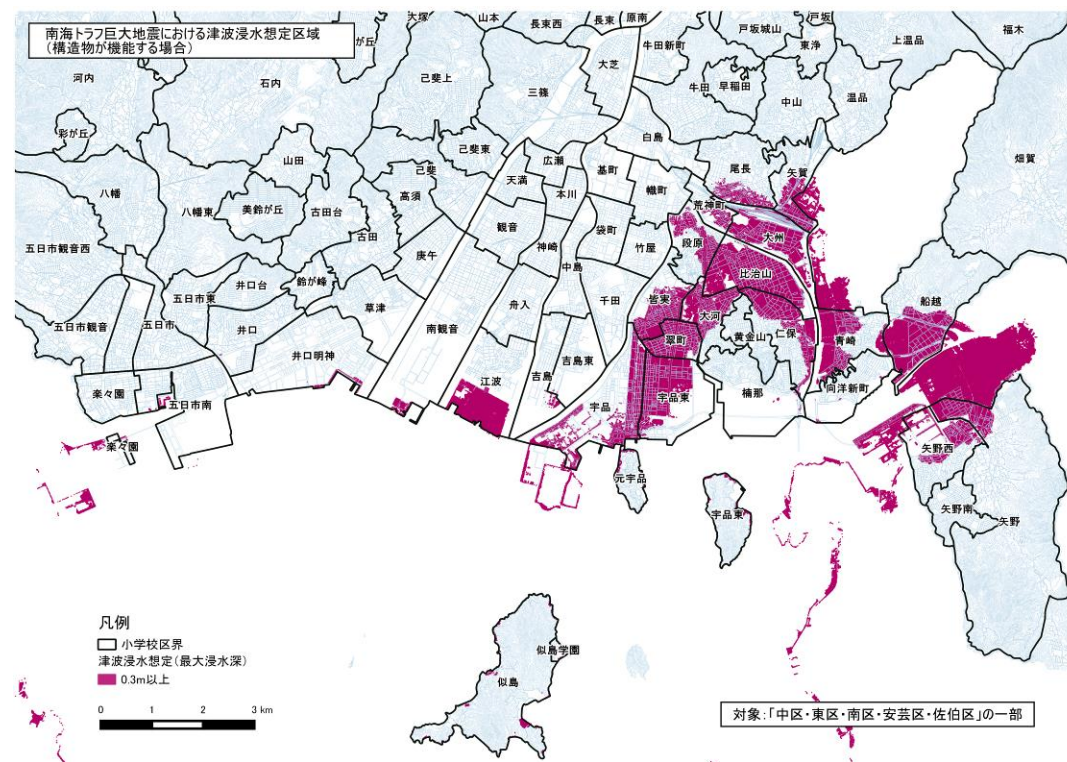 南海トラフ巨大地震における津波浸水想定区域
(構造物が機能する場合)
大塚
山本
長束西
長束
原南
戸坂城山
戸坂
福木
が丘
牛田新町
東浄
上温品
河内
石内
己斐上
大芝
三篠
牛田
早稲田
中山
温品
彩が丘
白島
畑賀
山田
己斐東
広瀬
基町
尾長
矢賀
八幡
己斐
天満
本川
幟町
八幡東
美鈴が丘
古田台
高須
荒神町
観音
袋町
大州
五日市観音西
古田
庚午
神崎
竹屋
段原
中島
比治山
井口台
鈴が峰
五日市東
舟入
千田
皆実
船越
草津
大河
五日市観音
五日市
井口
南観音
黄金山
仁保
青崎
翠町
井口明神
吉島東
江波
吉島
向洋新町
楽々園
宇品
宇品東
楠那
五日市南
楽々園
矢野西
元宇品
宇品東
矢野南
矢野
凡例
小学校区界
津波浸水想定(最大浸水深)
0.3m以上
似島学園
似島
0 1 2 3 km
対象:「中区・東区・南区・安芸区・佐伯区」の一部